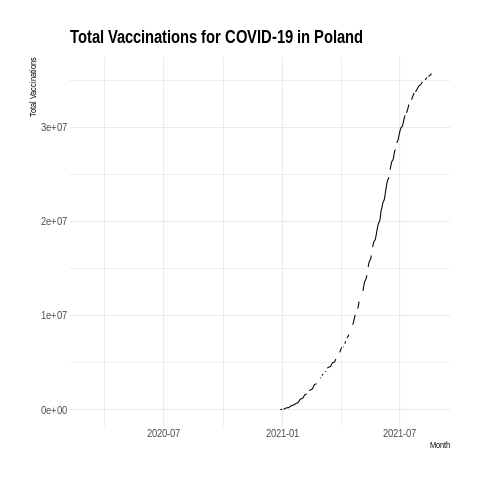 Total Vaccinations for COVID-19 in Poland
Total Vaccinations
3e+07
2e+07
1e+07
0e+00
2020-07
2021-01
2021-07
Month